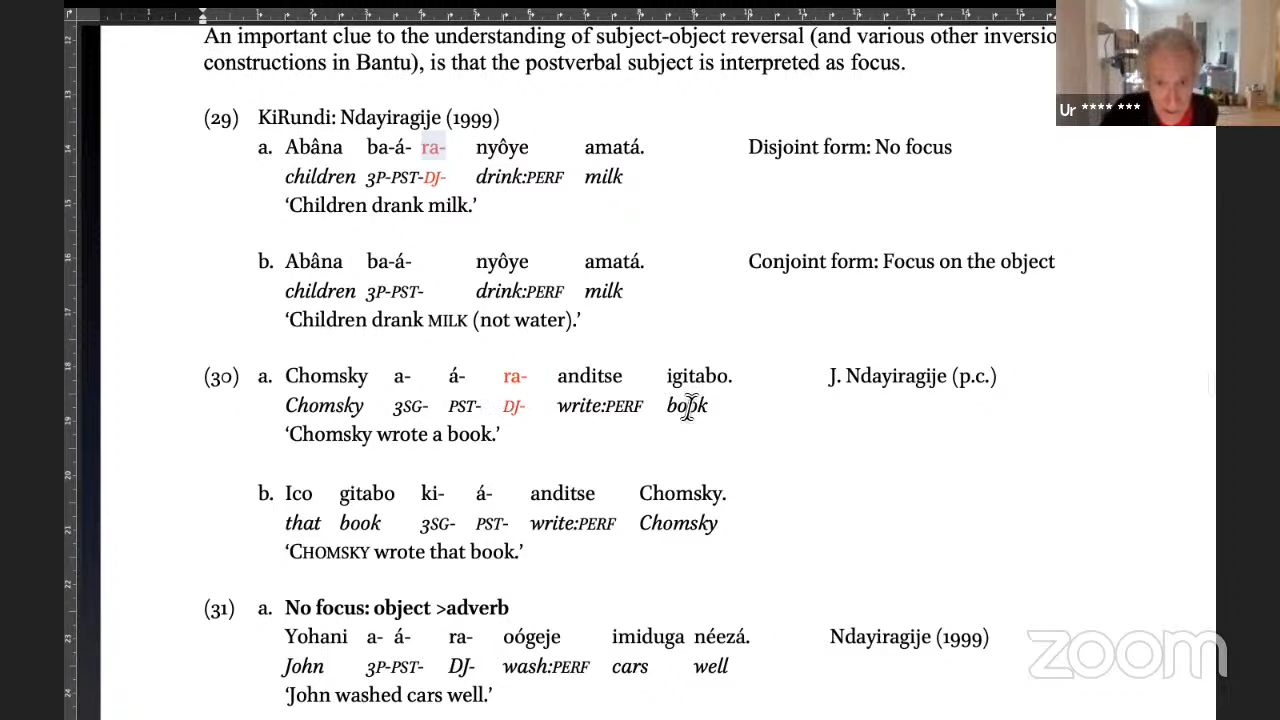 An important clue to the understanding of subject-object reversal (and various other inversio
constructions in Bantu), is that the postverbal subject is interpreted as focus.
Ur **** ***
(29) KiRundi: Ndayiragije (1999)
a. Abâna ba-á- ra- nyôye amatá. Disjoint form: No focus
children 3P-PST-DJ- drink:PERF milk
‘Children drank milk.’
b. Abâna ba-á- nyôye amatá. Conjoint form: Focus on the object
children 3P-PST- drink:PERF milk
‘Children drank MILK (not water).’
(30) a. Chomsky a- á- ra- anditse igitabo. J. Ndayiragije (p.c.)
Chomsky 3SG- PST- DJ- write:PERF book
‘Chomsky wrote a book.’
b. Ico gitabo ki- á- anditse Chomsky.
that book 3SG- PST- write:PERF Chomsky
‘CHOMSKY wrote that book.’
(31) a. No focus: object >adverb
Yohani a- á- ra- oógeje imiduga néezá. Ndayiragije (1999)
John 3P-PST- DJ- wash:PERF cars well
‘John washed cars well.’
zoom